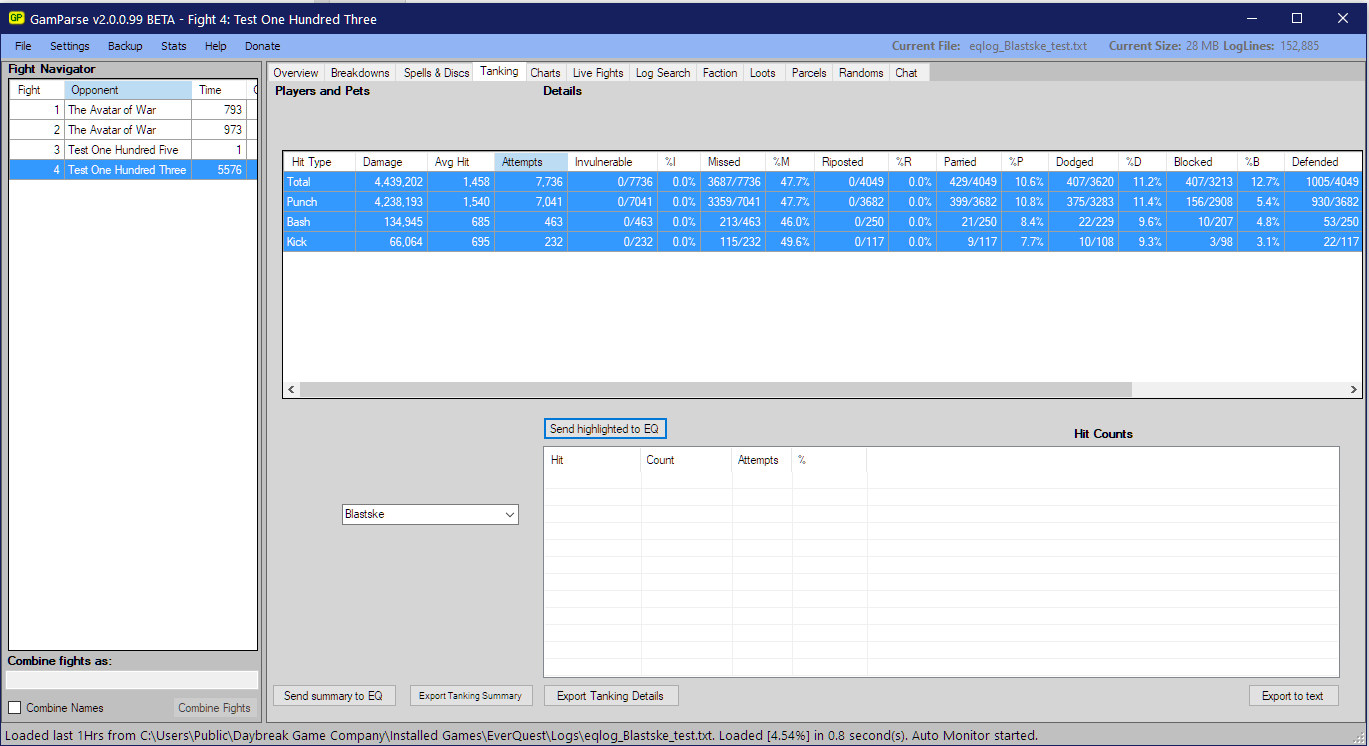 GP GamParse v2.0.0.99 BETA - Fight 4: Test One Hundred Three
File Settings Backup Stats Help Donate Current File: eqlog_Blastske_test.txt Current Size: 28 MB LogLines: 152,885
Fight Navigator
Fight Opponent Time
1 The Avatar of War 793
2 The Avatar of War 973
3 Test One Hundred Five 1
4 Test One Hundred Three 5576
Overview Breakdowns Spells & Discs Tanking Charts Live Fights Log Search Faction Loots Parcels Randoms Chat
Players and Pets Details
Hit Type Damage Avg Hit Attempts Invulnerable %I Missed %M Riposted %R Parried %P Dodged %D Blocked %B Defended
Total 4,439,202 1,458 7,736 0/7736 0.0% 3687/7736 47.7% 0/4049 0.0% 429/4049 10.6% 407/3620 11.2% 407/3213 12.7% 1005/4049
Punch 4,238,193 1,540 7,041 0/7041 0.0% 3359/7041 47.7% 0/3682 0.0% 399/3682 10.8% 375/3283 11.4% 156/2908 5.4% 930/3682
Bash 134,945 685 463 0/463 0.0% 213/463 46.0% 0/250 0.0% 21/250 8.4% 22/229 9.6% 10/207 4.8% 53/250
Kick 66,064 695 232 0/232 0.0% 115/232 49.6% 0/117 0.0% 9/117 7.7% 10/108 9.3% 3/98 3.1% 22/117
Send highlighted to EQ
Hit Counts
Hit Count Attempts %
Blastske
Combine fights as:
Combine Names Combine Fights
Send summary to EQ Export Tanking Summary Export Tanking Details Export to text
Loaded last 1Hrs from C:\Users\Public\Daybreak Game Company\Installed Games\EverQuest\Logs\eqlog_Blastske_test.txt. Loaded [4.54%] in 0.8 second(s). Auto Monitor started.